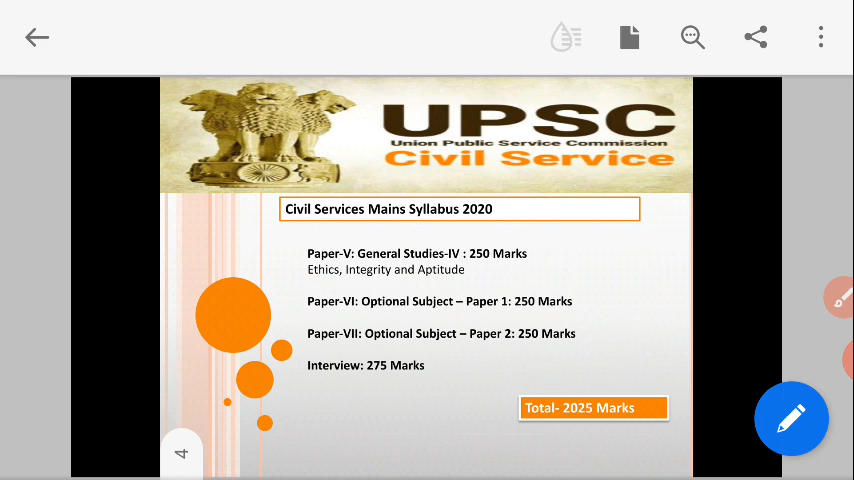 UPSC
Union Public Service Commission
Civil Service
Civil Services Mains Syllabus 2020
Paper-V: General Studies-IV : 250 Marks
Ethics, Integrity and Aptitude
Paper-VI: Optional Subject – Paper 1: 250 Marks
Paper-VII: Optional Subject – Paper 2: 250 Marks
Interview: 275 Marks
Total- 2025 Marks
4